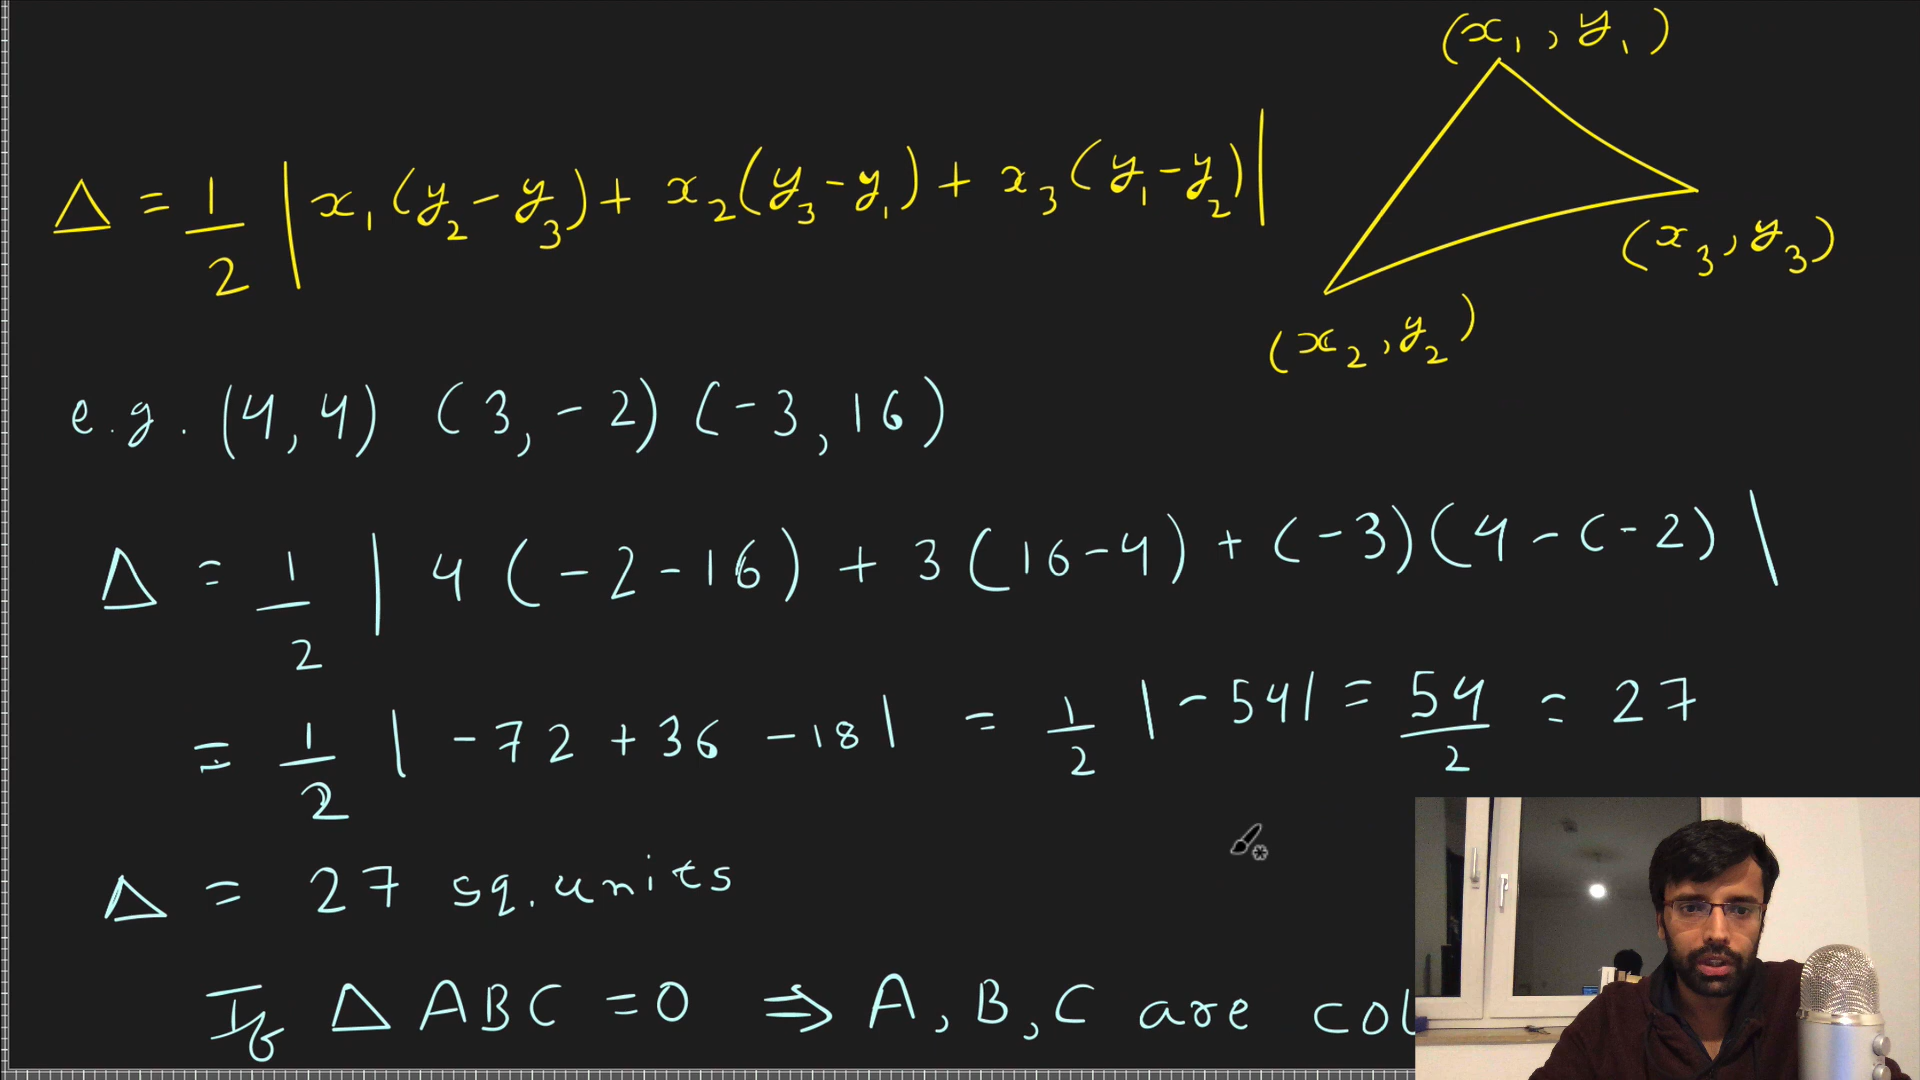 (x₁, y₁)
Δ = 1/2 |x₁(y₂-y₃) + x₂(y₃-y₁) + x₃(y₁-y₂)|
(x₃, y₃)
(x₂, y₂)
e.g. (4,4) (3,-2) (-3,16)
Δ = 1/2 | 4(-2-16) + 3(16-4) + (-3)(4-(-2) |
= 1/2 | -72 + 36 - 18 | = 1/2 |-54| = 54/2 = 27
Δ = 27 sq. units
If Δ ABC = 0 ⇒ A, B, C are col